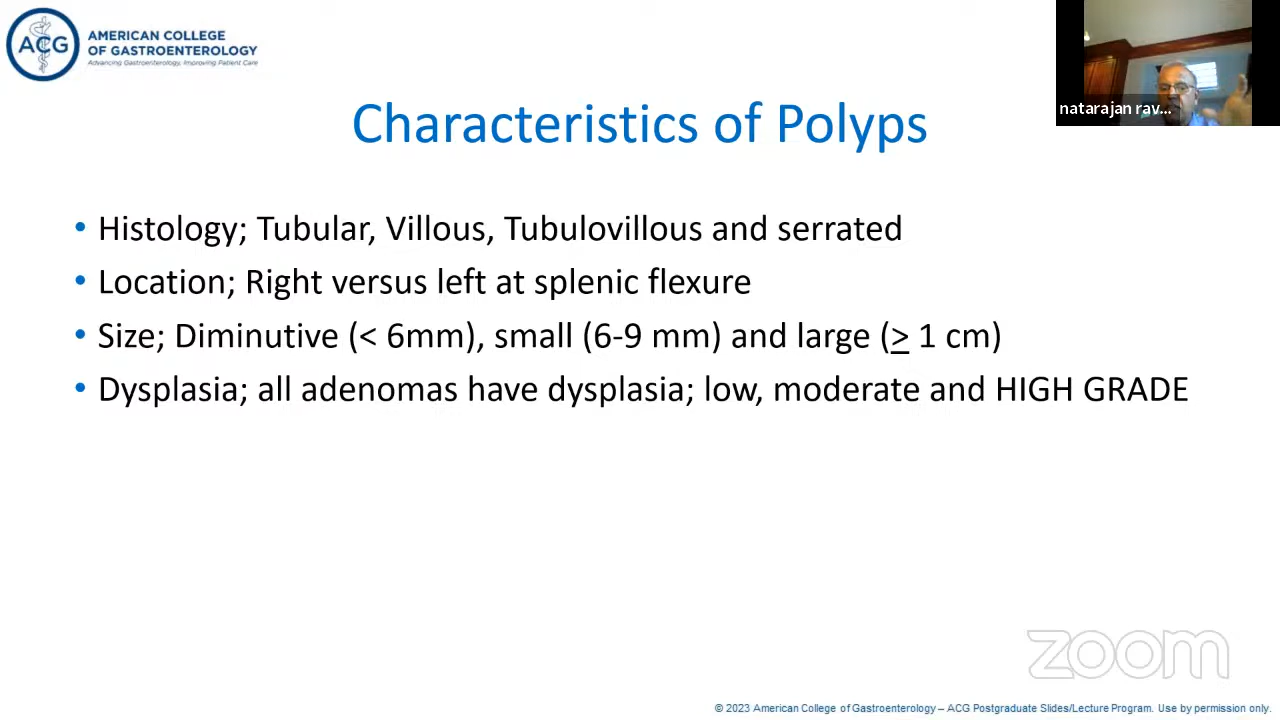 ACG
AMERICAN COLLEGE
OF GASTROENTEROLOGY
Advancing Gastroenterology, Improving Patient Care
natarajan rav...
Characteristics of Polyps
• Histology; Tubular, Villous, Tubulovillous and serrated
• Location; Right versus left at splenic flexure
• Size; Diminutive (< 6mm), small (6-9 mm) and large (≥ 1 cm)
• Dysplasia; all adenomas have dysplasia; low, moderate and HIGH GRADE
zoom
© 2023 American College of Gastroenterology – ACG Postgraduate Slides/Lecture Program. Use by permission only.